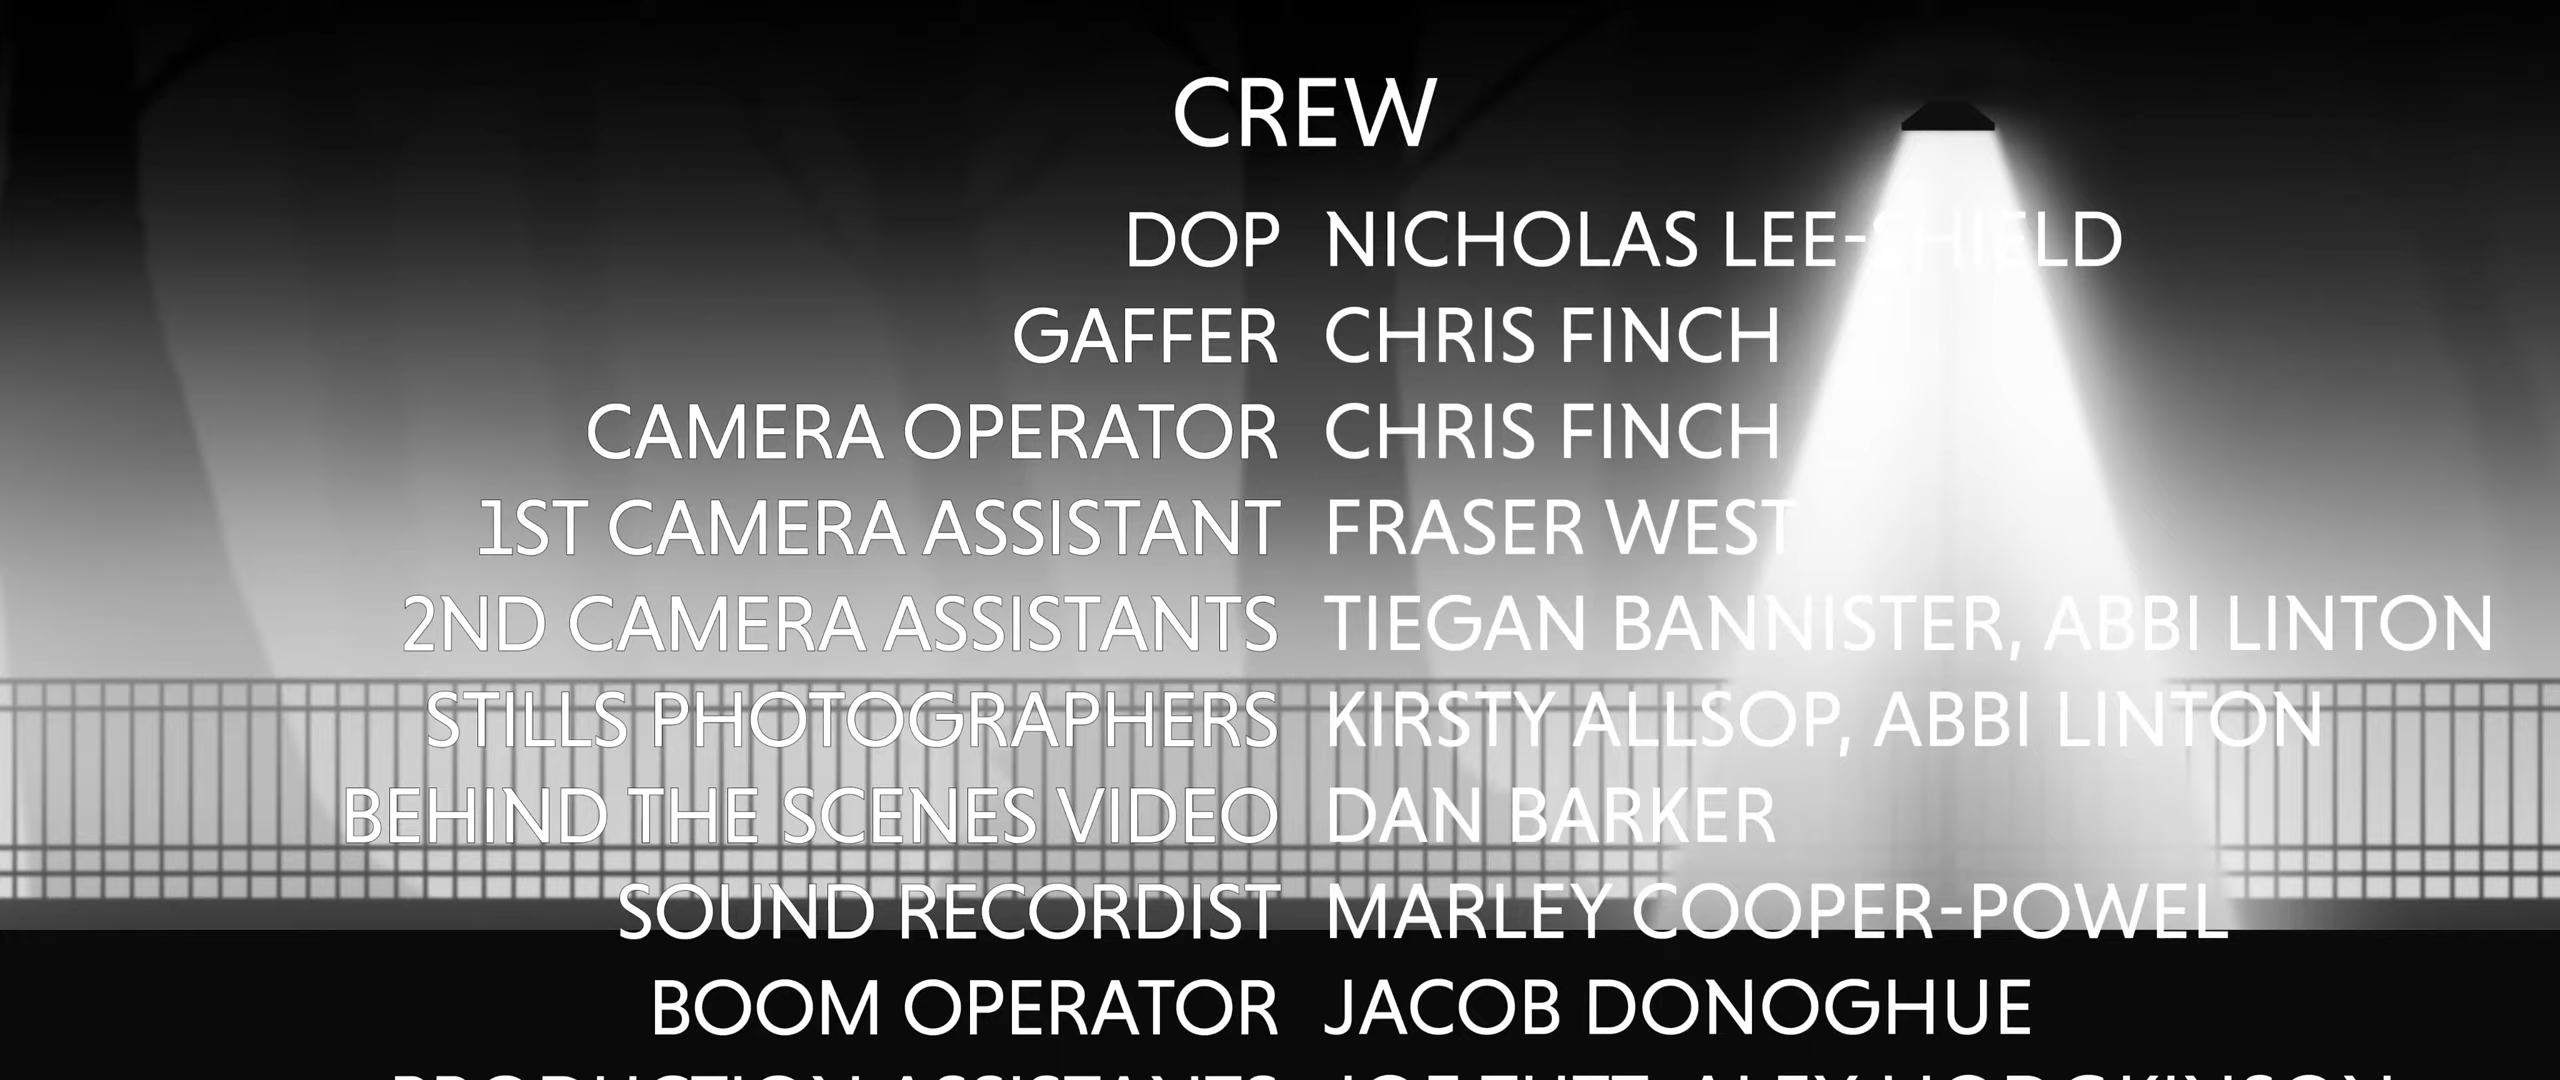 CREW
DOP NICHOLAS LEE-SHIELD
GAFFER CHRIS FINCH
CAMERA OPERATOR CHRIS FINCH
1ST CAMERA ASSISTANT FRASER WEST
2ND CAMERA ASSISTANTS TIEGAN BANNISTER, ABBI LINTON
STILLS PHOTOGRAPHERS KIRSTY ALLSOP, ABBI LINTON
BEHIND THE SCENES VIDEO DAN BARKER
SOUND RECORDIST MARLEY COOPER-POWEL
BOOM OPERATOR JACOB DONOGHUE
PRODUCTION ASSISTANTS